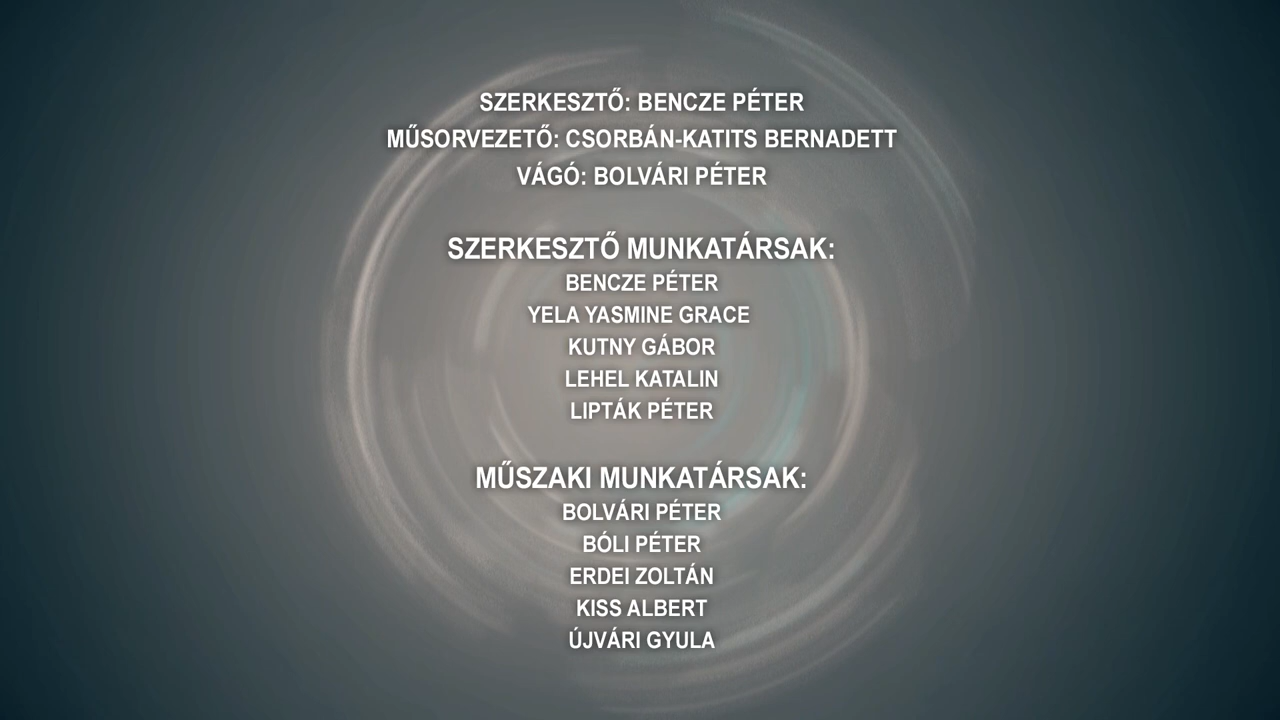 SZERKESZTŐ: BENCZE PÉTER
MŰSORVEZETŐ: CSORBÁN-KATITS BERNADETT
VÁGÓ: BOLVÁRI PÉTER
SZERKESZTŐ MUNKATÁRSAK:
BENCZE PÉTER
YELA YASMINE GRACE
KUTNY GÁBOR
LEHEL KATALIN
LIPTÁK PÉTER
MŰSZAKI MUNKATÁRSAK:
BOLVÁRI PÉTER
BÓLI PÉTER
ERDEI ZOLTÁN
KISS ALBERT
ÚJVÁRI GYULA